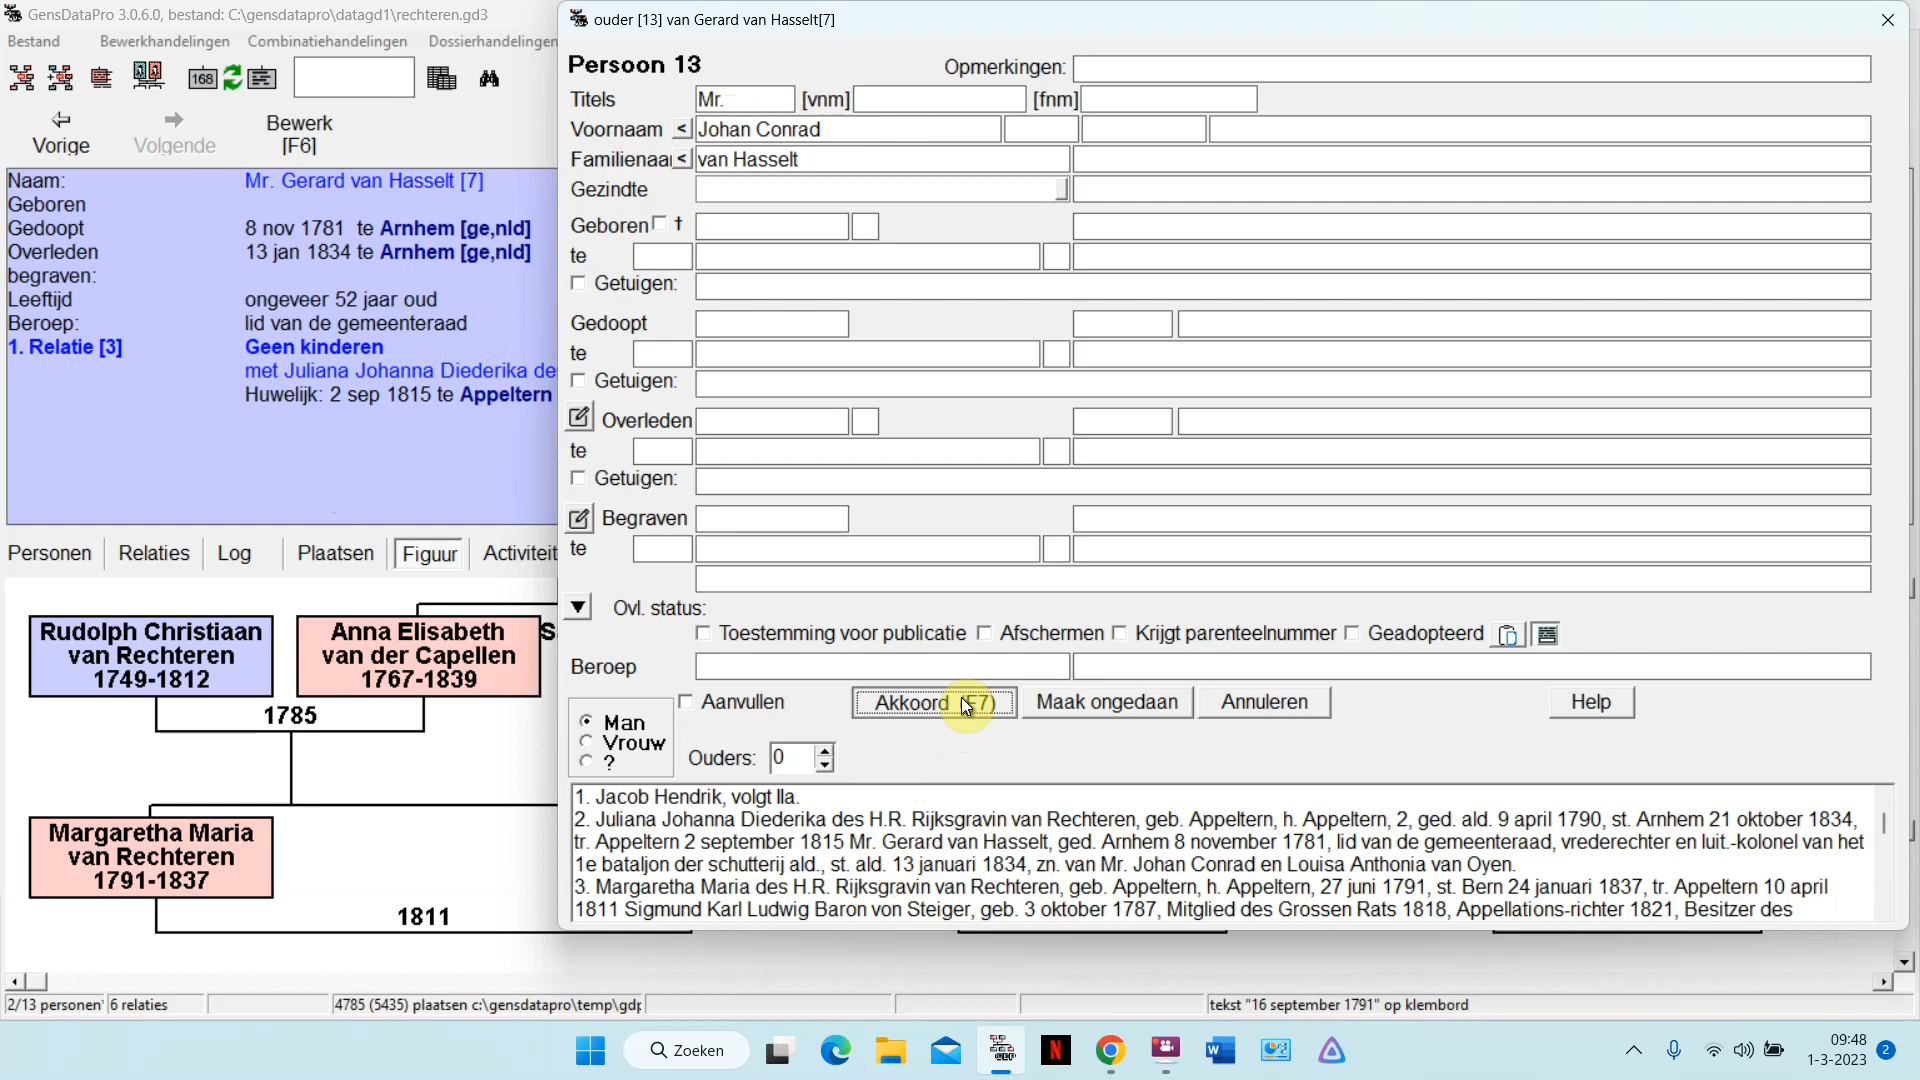 GensDataPro 3.0.6.0, bestand: C:\gensdatapro\datagd1\rechteren.gd3
Bestand Bewerkhandelingen Combinatiehandelingen Dossierhandelingen
168
Vorige Volgende Bewerk [F6]
Naam: Mr. Gerard van Hasselt [7]
Geboren
Gedoopt 8 nov 1781 te Arnhem [ge,nld]
Overleden 13 jan 1834 te Arnhem [ge,nld]
begraven:
Leeftijd ongeveer 52 jaar oud
Beroep: lid van de gemeenteraad
1. Relatie [3] Geen kinderen
met Juliana Johanna Diederika de
Huwelijk: 2 sep 1815 te Appeltern
Personen Relaties Log Plaatsen Figuur Activiteit
Rudolph Christiaan
van Rechteren
1749-1812
Anna Elisabeth
van der Capellen
1767-1839
S
1785
Margaretha Maria
van Rechteren
1791-1837
1811
ouder [13] van Gerard van Hasselt[7]
Persoon 13 Opmerkingen:
Titels Mr. [vnm] [fnm]
Voornaam < Johan Conrad
Familienaa < van Hasselt
Gezindte
Geboren †
te
Getuigen:
Gedoopt
te
Getuigen:
Overleden
te
Getuigen:
Begraven
te
Ovl. status:
Toestemming voor publicatie Afschermen Krijgt parenteelnummer Geadopteerd
Beroep
Man
Vrouw
?
Aanvullen Akkoord (F7) Maak ongedaan Annuleren Help
Ouders: 0
1. Jacob Hendrik, volgt IIa.
2. Juliana Johanna Diederika des H.R. Rijksgravin van Rechteren, geb. Appeltern, h. Appeltern, 2, ged. ald. 9 april 1790, st. Arnhem 21 oktober 1834,
tr. Appeltern 2 september 1815 Mr. Gerard van Hasselt, ged. Arnhem 8 november 1781, lid van de gemeenteraad, vrederechter en luit.-kolonel van het
1e bataljon der schutterij ald., st. ald. 13 januari 1834, zn. van Mr. Johan Conrad en Louisa Anthonia van Oyen.
3. Margaretha Maria des H.R. Rijksgravin van Rechteren, geb. Appeltern, h. Appeltern, 27 juni 1791, st. Bern 24 januari 1837, tr. Appeltern 10 april
1811 Sigmund Karl Ludwig Baron von Steiger, geb. 3 oktober 1787, Mitglied des Grossen Rats 1818, Appellations-richter 1821, Besitzer des
2/13 personen 6 relaties 4785 (5435) plaatsen c:\gensdatapro\temp\gdp tekst "16 september 1791" op klembord
Zoeken
GDP
N
W
09:48
1-3-2023
2